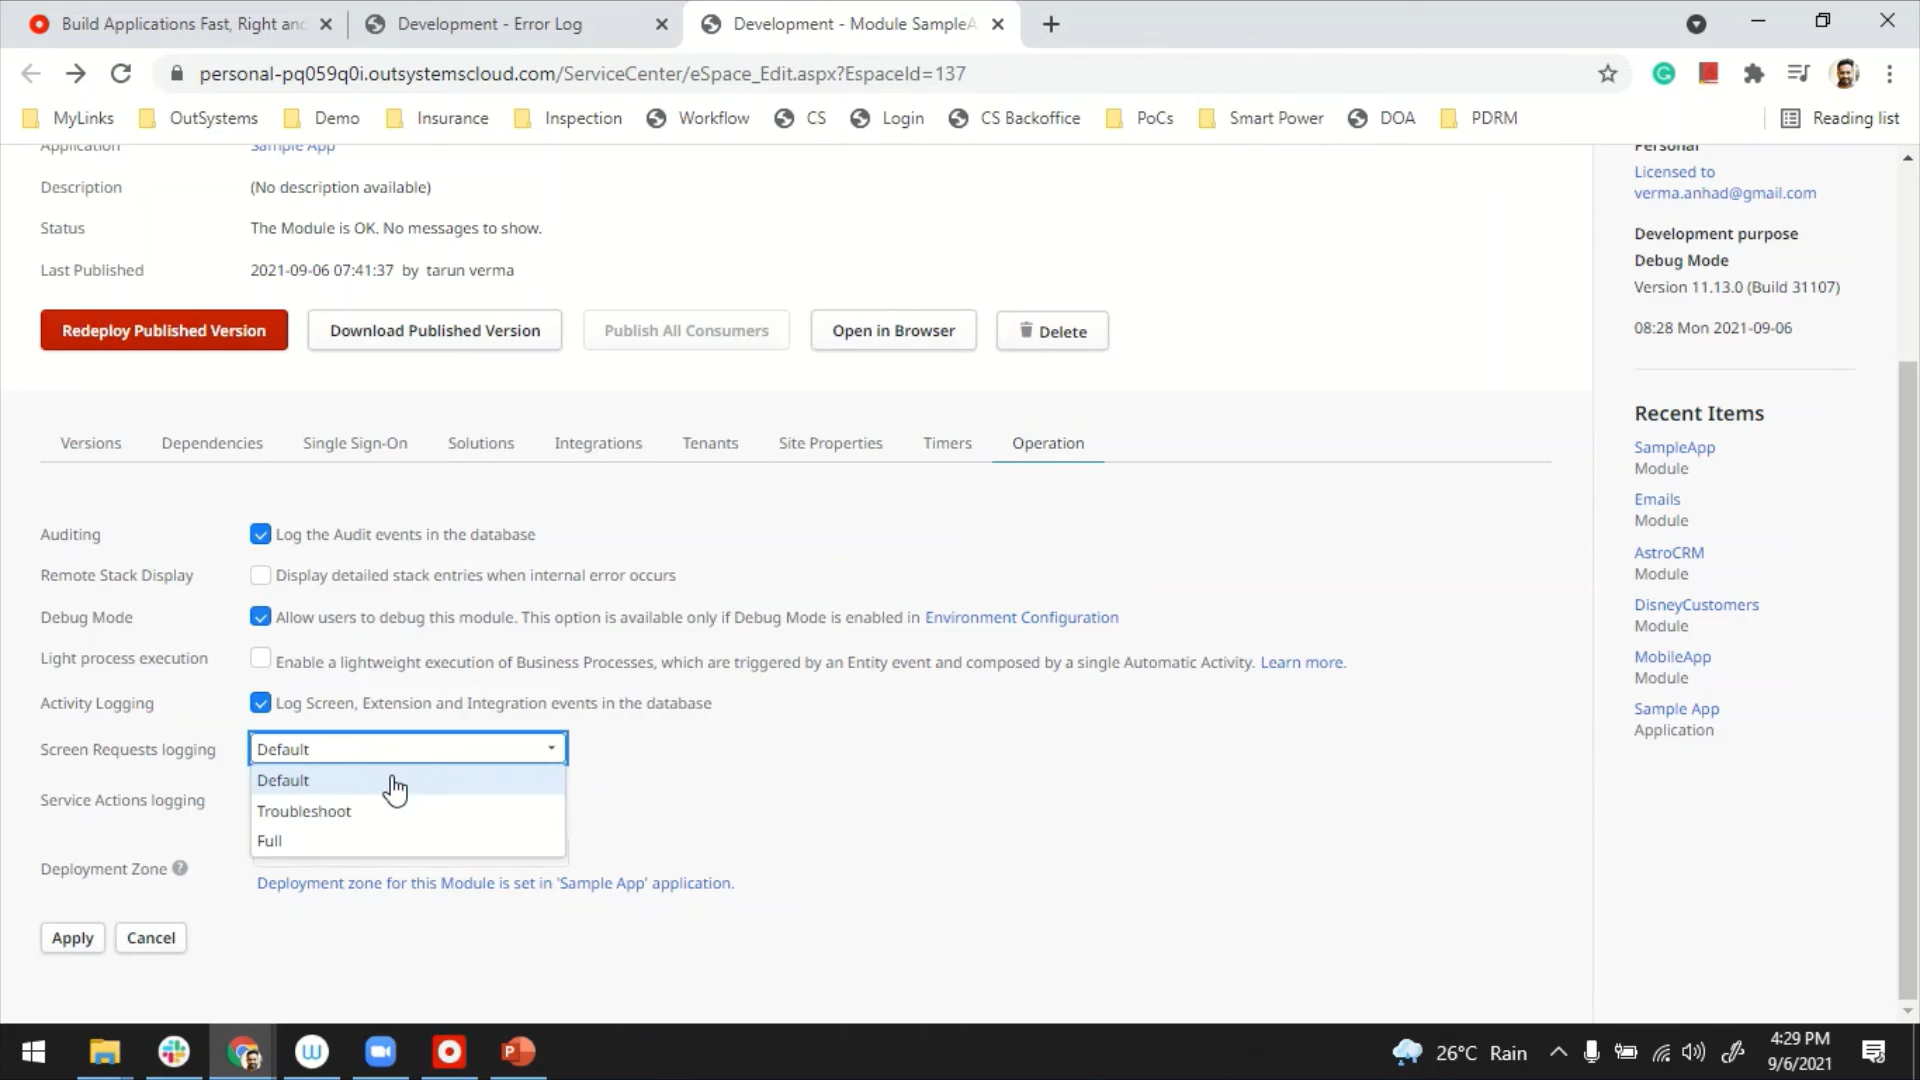 Build Applications Fast, Right and
Development - Error Log
Development - Module SampleA
personal-pq059q0i.outsystemscloud.com/ServiceCenter/eSpace_Edit.aspx?EspaceId=137
MyLinks OutSystems Demo Insurance Inspection Workflow CS Login CS Backoffice PoCs Smart Power DOA PDRM Reading list
Application Sample App
Description (No description available)
Status The Module is OK. No messages to show.
Last Published 2021-09-06 07:41:37 by tarun verma
Redeploy Published Version Download Published Version Publish All Consumers Open in Browser Delete
Versions Dependencies Single Sign-On Solutions Integrations Tenants Site Properties Timers Operation
Auditing Log the Audit events in the database
Remote Stack Display Display detailed stack entries when internal error occurs
Debug Mode Allow users to debug this module. This option is available only if Debug Mode is enabled in Environment Configuration
Light process execution Enable a lightweight execution of Business Processes, which are triggered by an Entity event and composed by a single Automatic Activity. Learn more.
Activity Logging Log Screen, Extension and Integration events in the database
Screen Requests logging Default
Default
Service Actions logging
Troubleshoot
Full
Deployment Zone ?
Deployment zone for this Module is set in 'Sample App' application.
Apply Cancel
Personal
Licensed to
verma.anhad@gmail.com
Development purpose
Debug Mode
Version 11.13.0 (Build 31107)
08:28 Mon 2021-09-06
Recent Items
SampleApp
Module
Emails
Module
AstroCRM
Module
DisneyCustomers
Module
MobileApp
Module
Sample App
Application
26°C Rain
4:29 PM
9/6/2021